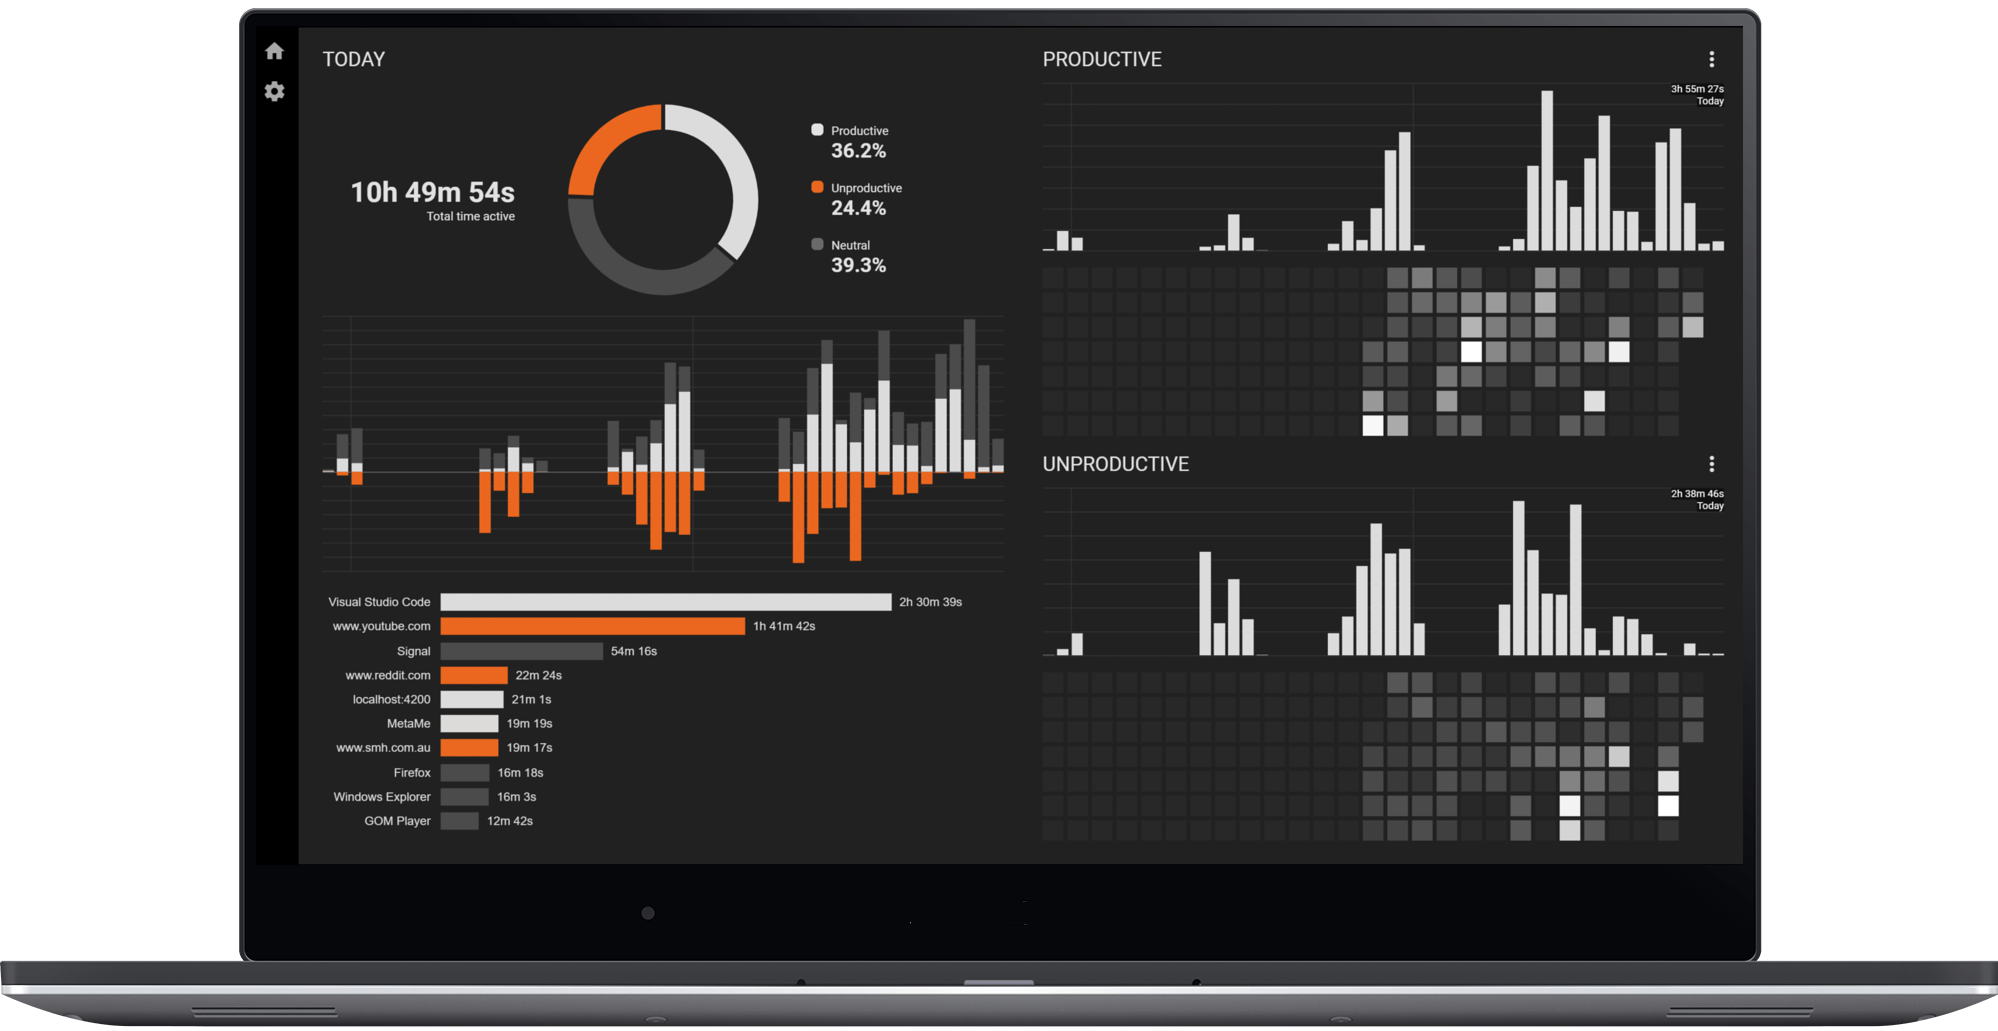 TODAY
10h 49m 54s
Total time active
Productive
36.2%
Unproductive
24.4%
Neutral
39.3%
Visual Studio Code 2h 30m 39s
www.youtube.com 1h 41m 42s
Signal 54m 16s
www.reddit.com 22m 24s
localhost:4200 21m 1s
MetaMe 19m 19s
www.smh.com.au 19m 17s
Firefox 16m 18s
Windows Explorer 16m 3s
GOM Player 12m 42s
PRODUCTIVE
3h 55m 27s
Today
UNPRODUCTIVE
2h 38m 46s
Today